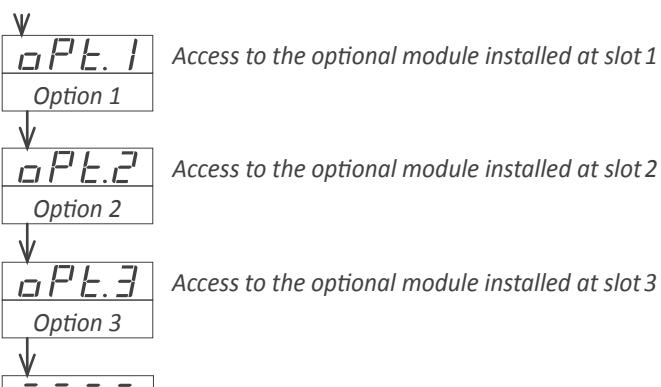 oPt.1 Access to the optional module installed at slot 1
Option 1
oPt.2 Access to the optional module installed at slot 2
Option 2
oPt.3 Access to the optional module installed at slot 3
Option 3